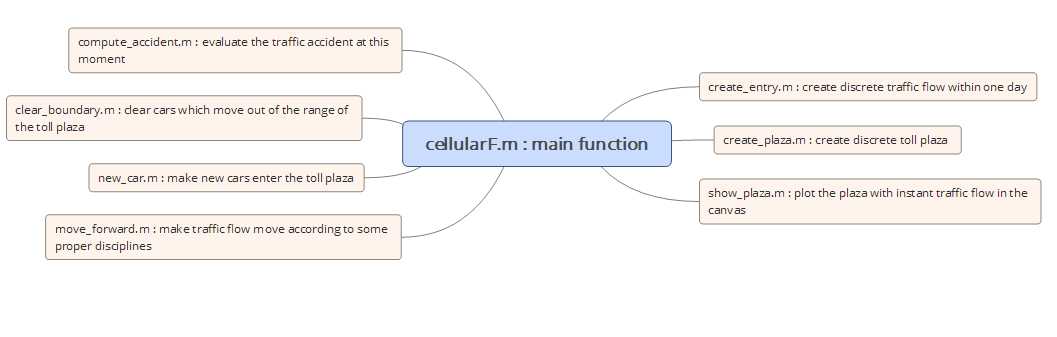 compute_accident.m : evaluate the traffic accident at this
moment
clear_boundary.m : clear cars which move out of the range of
the toll plaza
new_car.m : make new cars enter the toll plaza
move_forward.m : make traffic flow move according to some
proper disciplines
cellularF.m : main function
create_entry.m : create discrete traffic flow within one day
create_plaza.m : create discrete toll plaza
show_plaza.m : plot the plaza with instant traffic flow in the
canvas